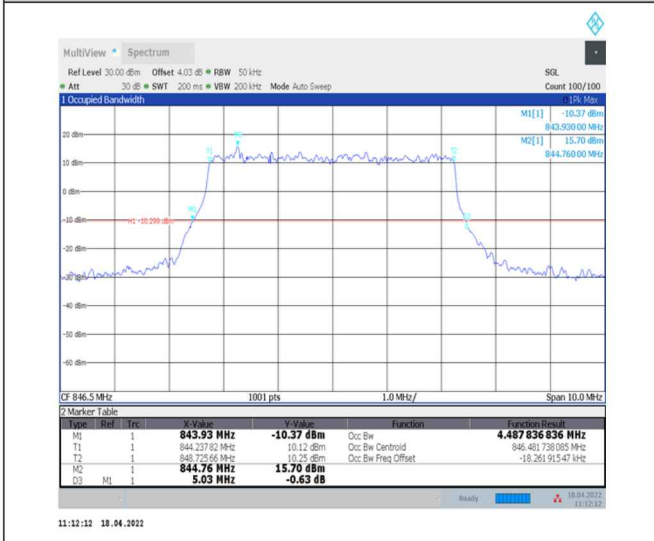 MultiView Spectrum
Ref Level 30.00 dBm Offset 4.03 dB RBW 50 kHz SGL
Att 30 dB SWT 200 ms VBW 200 kHz Mode Auto Sweep Count 100/100
1 Occupied Bandwidth 1Pk Max
M1[1] -10.37 dBm
843.930 00 MHz
M2[1] 15.70 dBm
844.760 00 MHz
20 dBm
10 dBm
0 dBm
-10 dBm
H1 -10.299 dBm
-30 dBm
-40 dBm
-50 dBm
-60 dBm
CF 846.5 MHz 1001 pts 1.0 MHz/ Span 10.0 MHz
2 Marker Table
Type Ref Trc X-Value Y-Value Function Function Result
M1 1 843.93 MHz -10.37 dBm Occ Bw 4.487 836 836 MHz
T1 1 844.237 82 MHz 10.12 dBm Occ Bw Centroid 846.481 738 085 MHz
T2 1 848.725 66 MHz 10.25 dBm Occ Bw Freq Offset -18.261 915 47 kHz
M2 1 844.76 MHz 15.70 dBm
D3 M1 1 5.03 MHz -0.63 dB
Ready 18.04.2022
11:12:12
11:12:12 18.04.2022